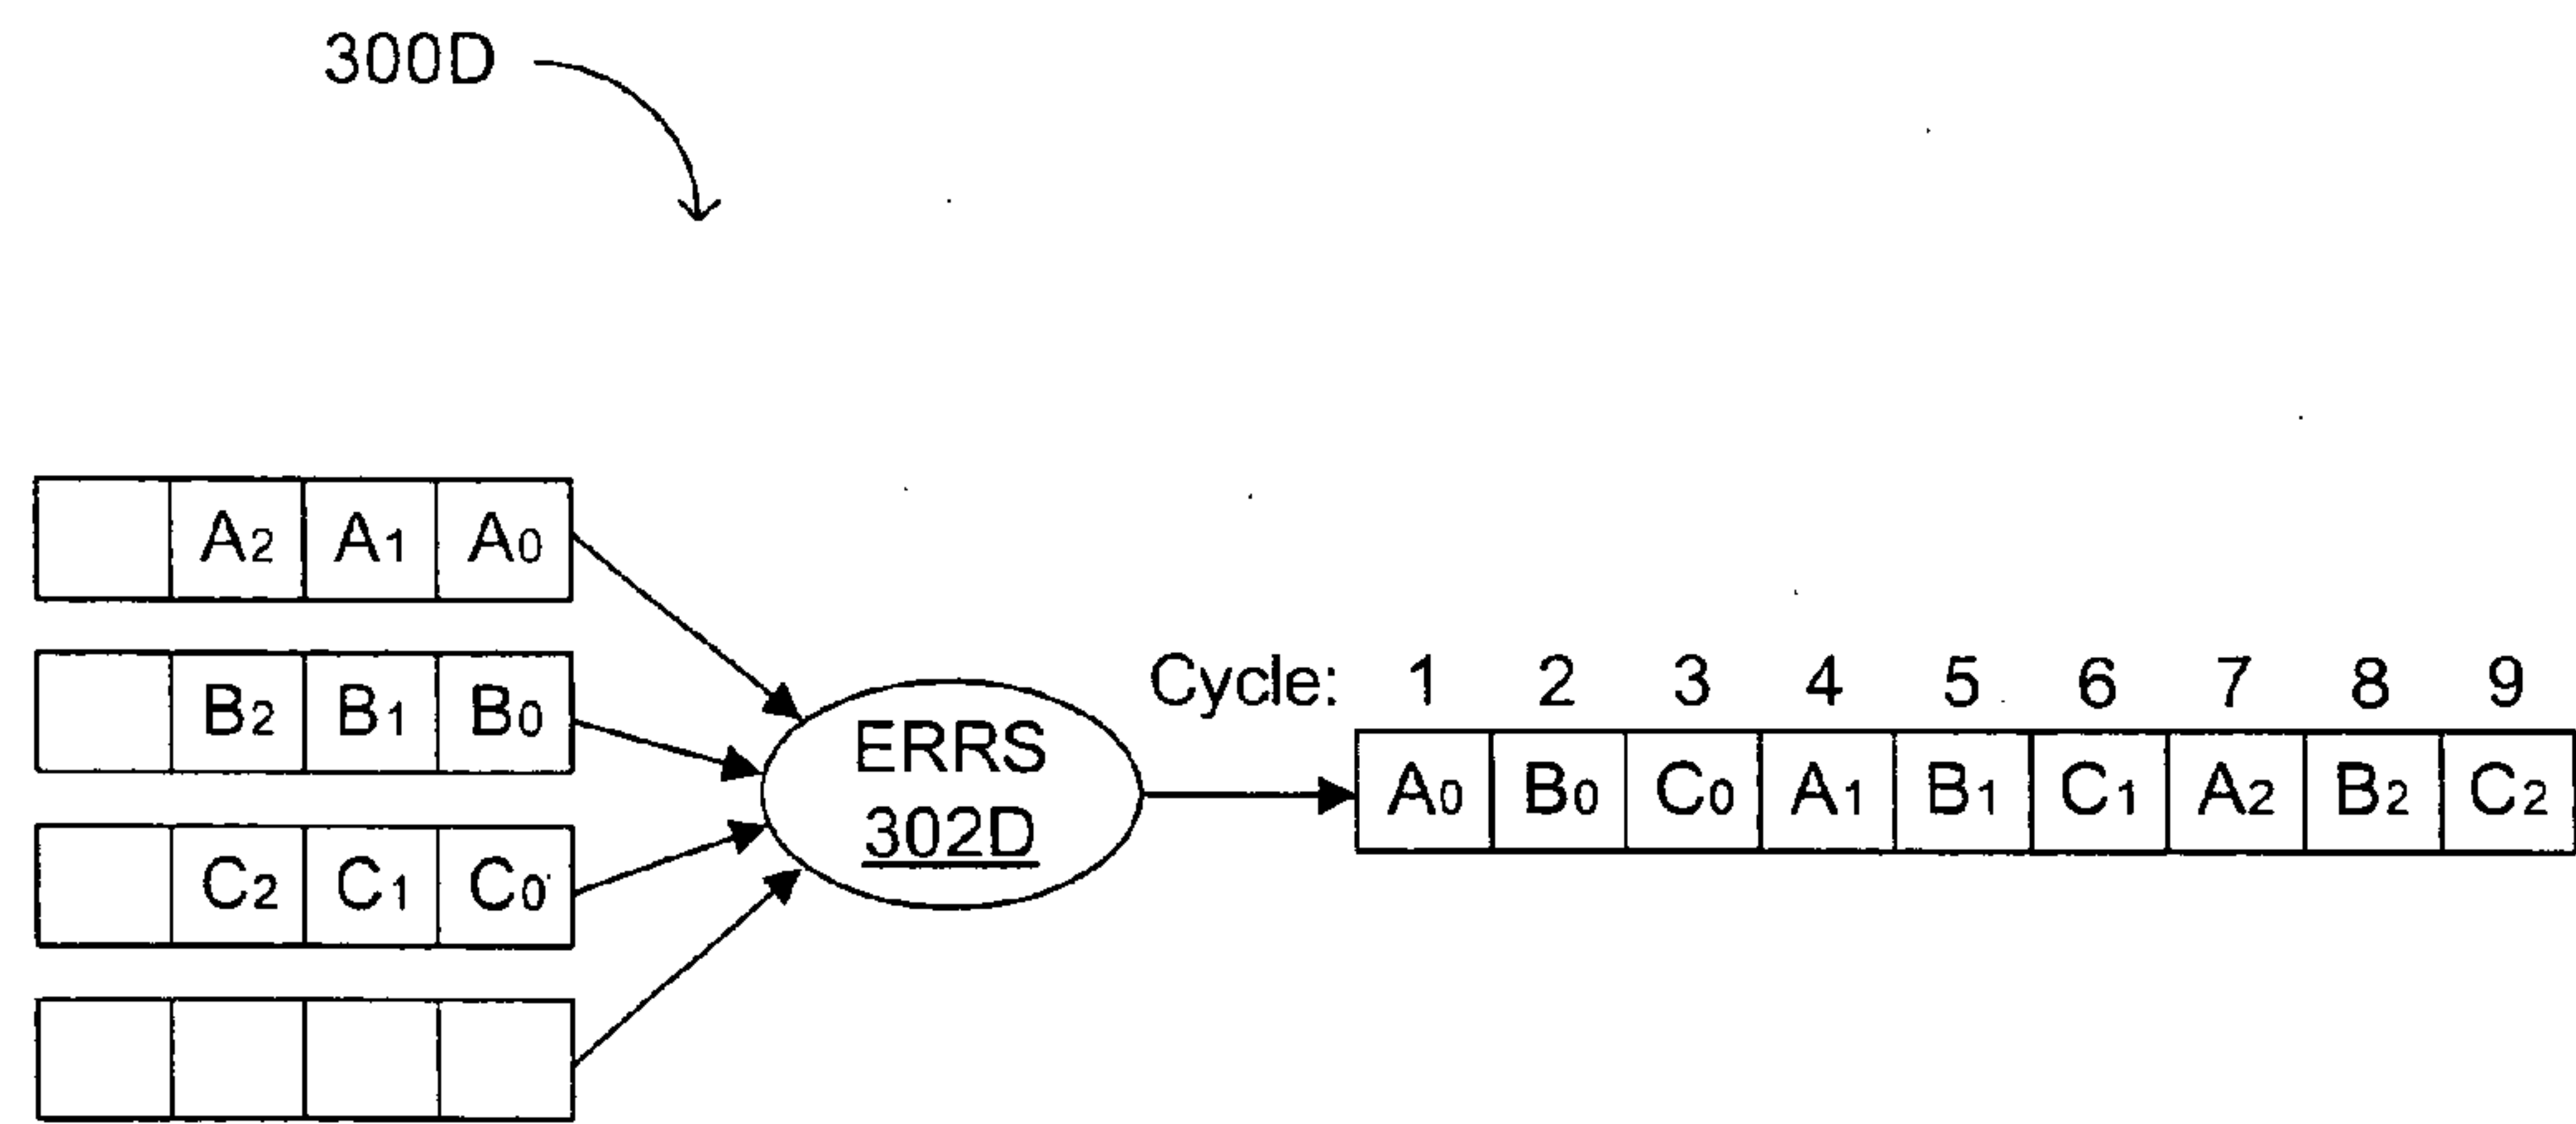 300D
A2 A1 A0
B2 B1 B0
C2 C1 C0
ERRS
302D
Cycle: 1 2 3 4 5 6 7 8 9
A0 B0 C0 A1 B1 C1 A2 B2 C2